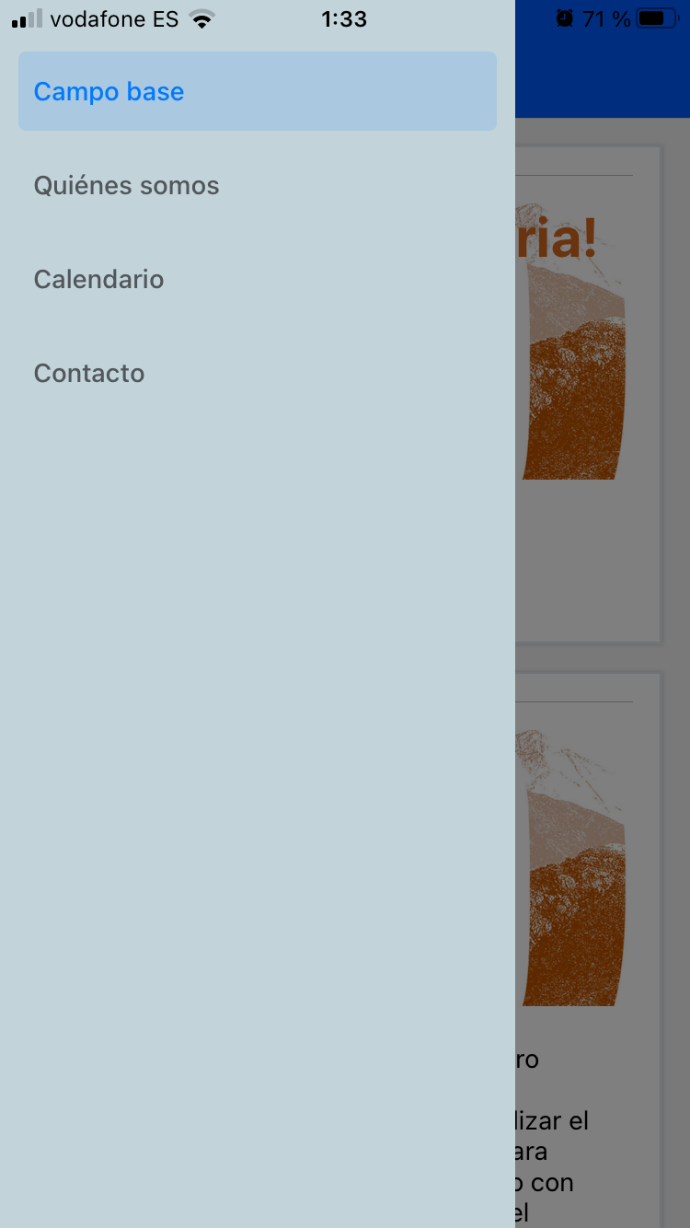 vodafone ES 1:33 71 %
Campo base
Quiénes somos
Calendario
Contacto
ria!
ro
lizar el
ara
o con
el